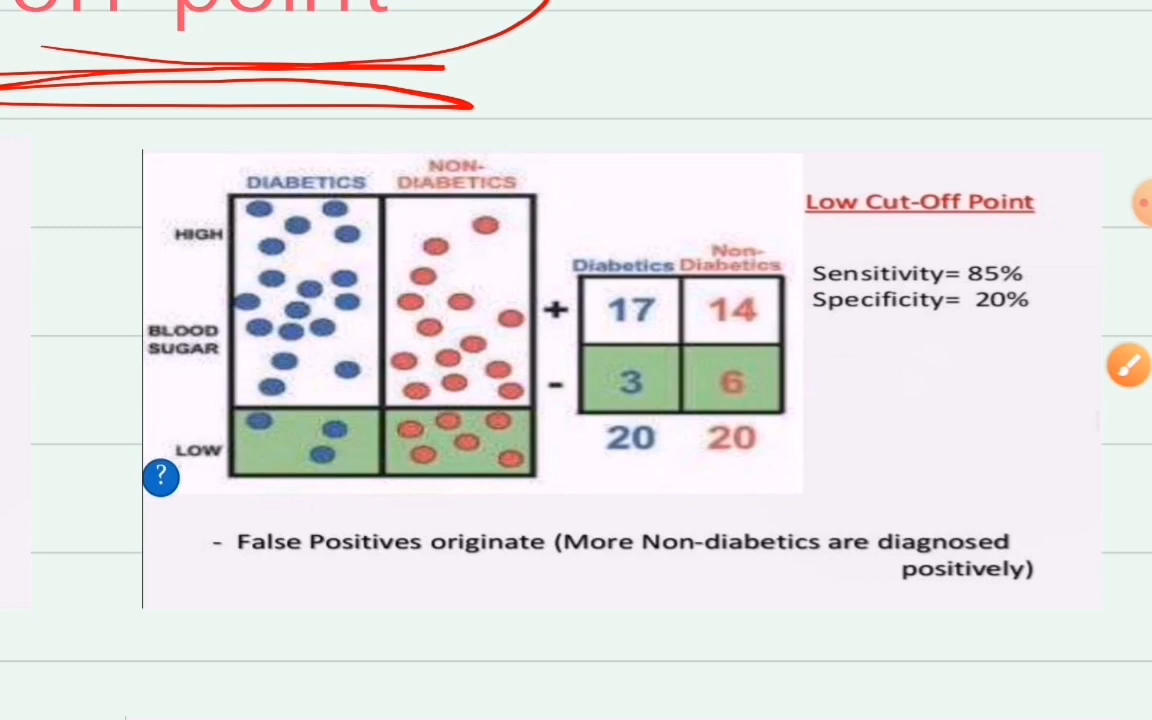 off point
DIABETICS
NON-
DIABETICS
HIGH
BLOOD
SUGAR
LOW
Diabetics
Non-
Diabetics
+ 17 14
- 3 6
20 20
Low Cut-Off Point
Sensitivity= 85%
Specificity= 20%
?
- False Positives originate (More Non-diabetics are diagnosed
positively)